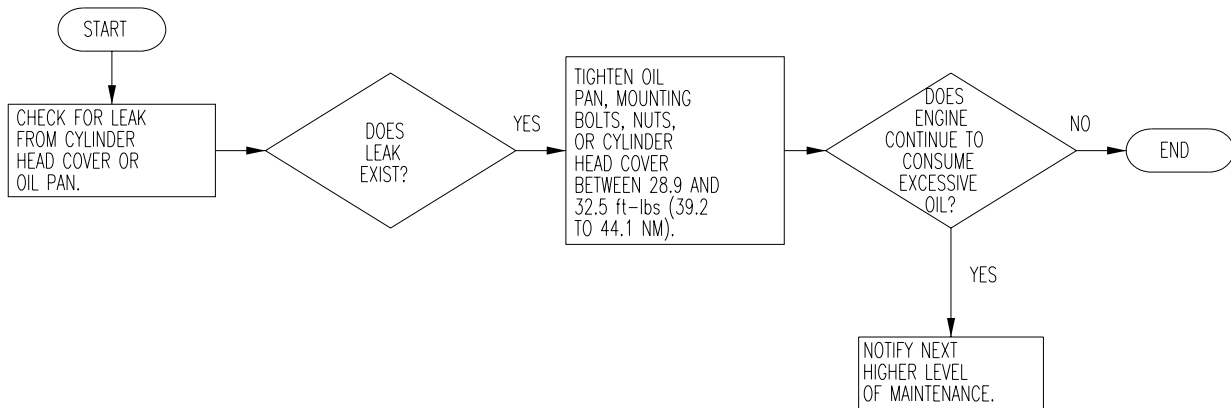 START
CHECK FOR LEAK
FROM CYLINDER
HEAD COVER OR
OIL PAN.
DOES
LEAK
EXIST?
YES
TIGHTEN OIL
PAN, MOUNTING
BOLTS, NUTS,
OR CYLINDER
HEAD COVER
BETWEEN 28.9 AND
32.5 ft-lbs (39.2
TO 44.1 NM).
DOES
ENGINE
CONTINUE TO
CONSUME
EXCESSIVE
OIL?
NO
END
YES
NOTIFY NEXT
HIGHER LEVEL
OF MAINTENANCE.